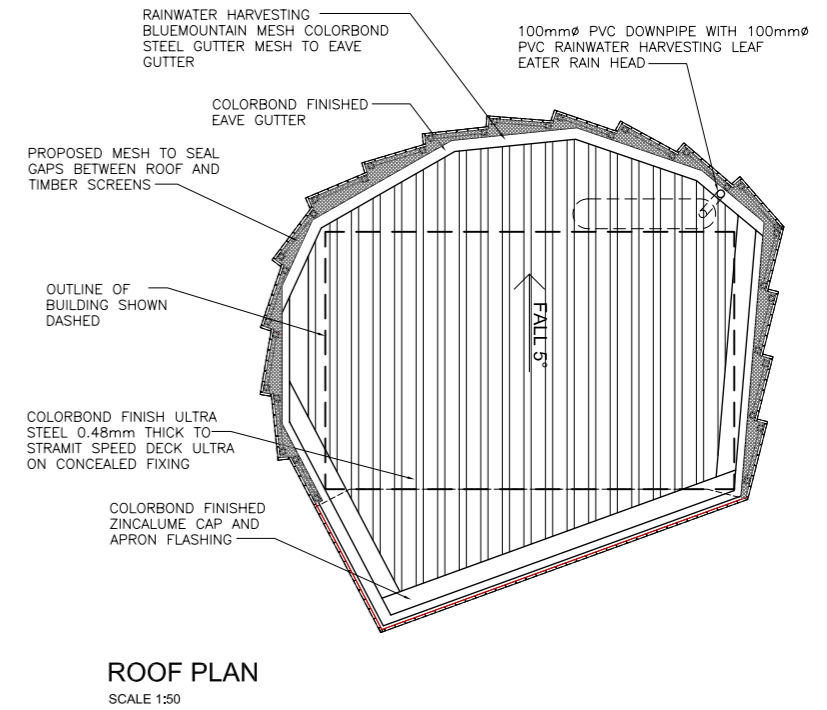 RAINWATER HARVESTING
BLUEMOUNTAIN MESH COLORBOND
STEEL GUTTER MESH TO EAVE
GUTTER
100mmø PVC DOWNPIPE WITH 100mmø
PVC RAINWATER HARVESTING LEAF
EATER RAIN HEAD
COLORBOND FINISHED
EAVE GUTTER
PROPOSED MESH TO SEAL
GAPS BETWEEN ROOF AND
TIMBER SCREENS
OUTLINE OF
BUILDING SHOWN
DASHED
FALL 5°
COLORBOND FINISH ULTRA
STEEL 0.48mm THICK TO
STRAMIT SPEED DECK ULTRA
ON CONCEALED FIXING
COLORBOND FINISHED
ZINCALUME CAP AND
APRON FLASHING
ROOF PLAN
SCALE 1:50